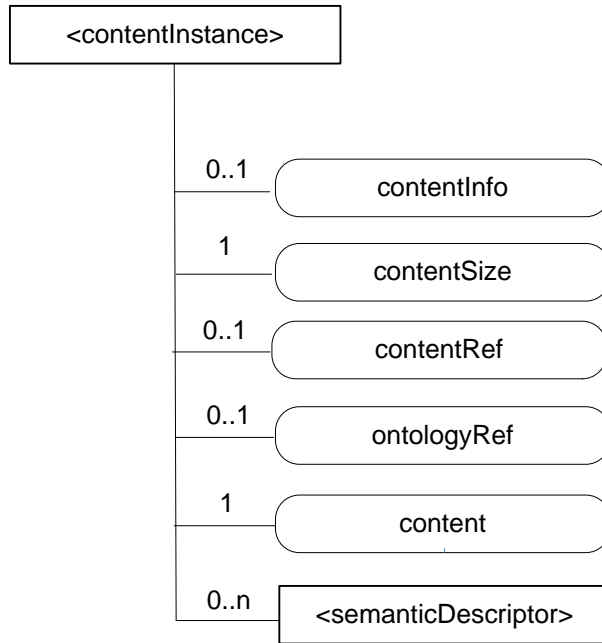 <contentInstance>
0..1
contentInfo
1
contentSize
0..1
contentRef
0..1
ontologyRef
1
content
0..n
<semanticDescriptor>